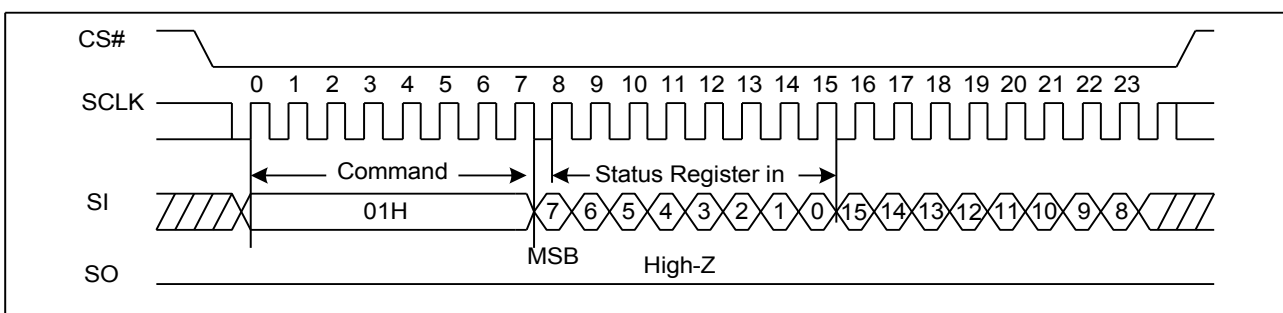 CS#
0 1 2 3 4 5 6 7 8 9 10 11 12 13 14 15 16 17 18 19 20 21 22 23
SCLK
Command Status Register in
SI 01H 7 6 5 4 3 2 1 0 15 14 13 12 11 10 9 8
MSB High-Z
SO